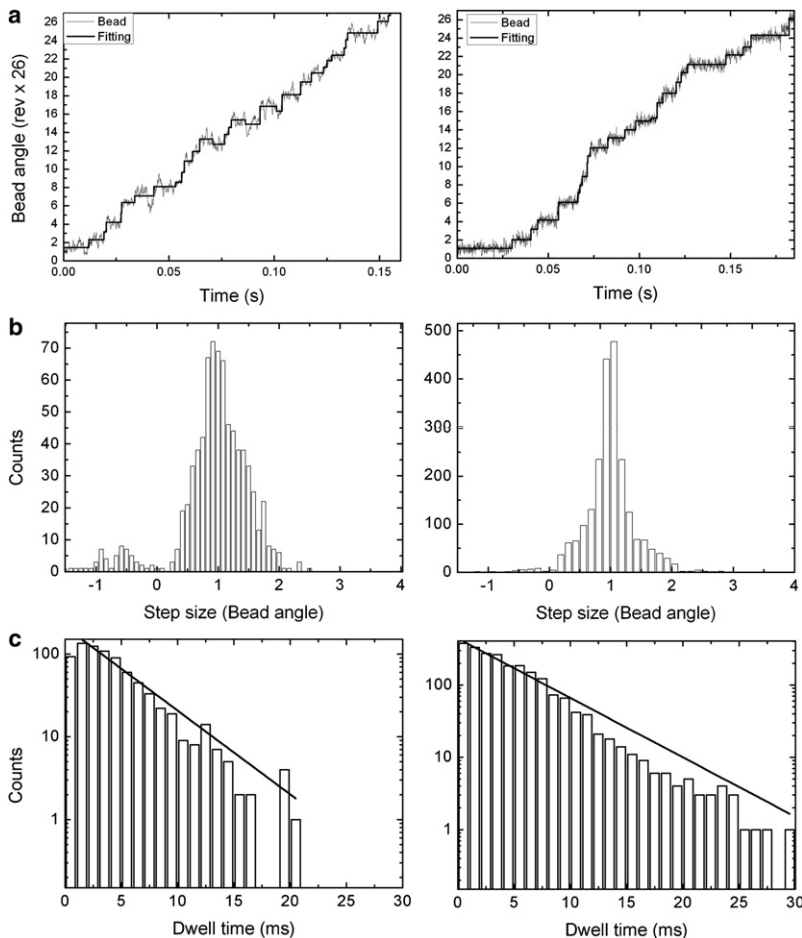 a
Bead
Fitting
26
24
22
20
18
16
14
12
10
8
6
4
2
0
Bead angle (rev x 26)
0.00 0.05 0.10 0.15
Time (s)
Bead
Fitting
26
24
22
20
18
16
14
12
10
8
6
4
2
0
0.00 0.05 0.10 0.15
Time (s)
b
70
60
50
40
30
20
10
0
Counts
-1 0 1 2 3 4
Step size (Bead angle)
500
400
300
200
100
0
-1 0 1 2 3 4
Step size (Bead angle)
c
100
10
1
Counts
0 5 10 15 20 25 30
Dwell time (ms)
100
10
1
0 5 10 15 20 25 30
Dwell time (ms)